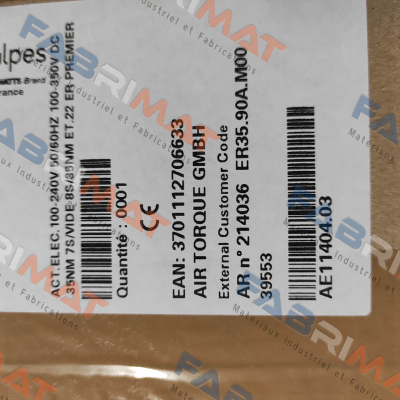 alpes
WATTS Brand
rance
ACT.ELEC.100-240V 50/60HZ 100-350V DC
35NM 7S/VIDE 8S/35NM ET.22 ER-PREMIER
Quantité : 0001
CE
EAN: 3701112706633
AIR TORQUE GMBH
External Customer Code
AR n° 214036 ER35.90A.M00
39553
AE11404.03
FABRIMAT
Materiaux Industriel et Fabrications